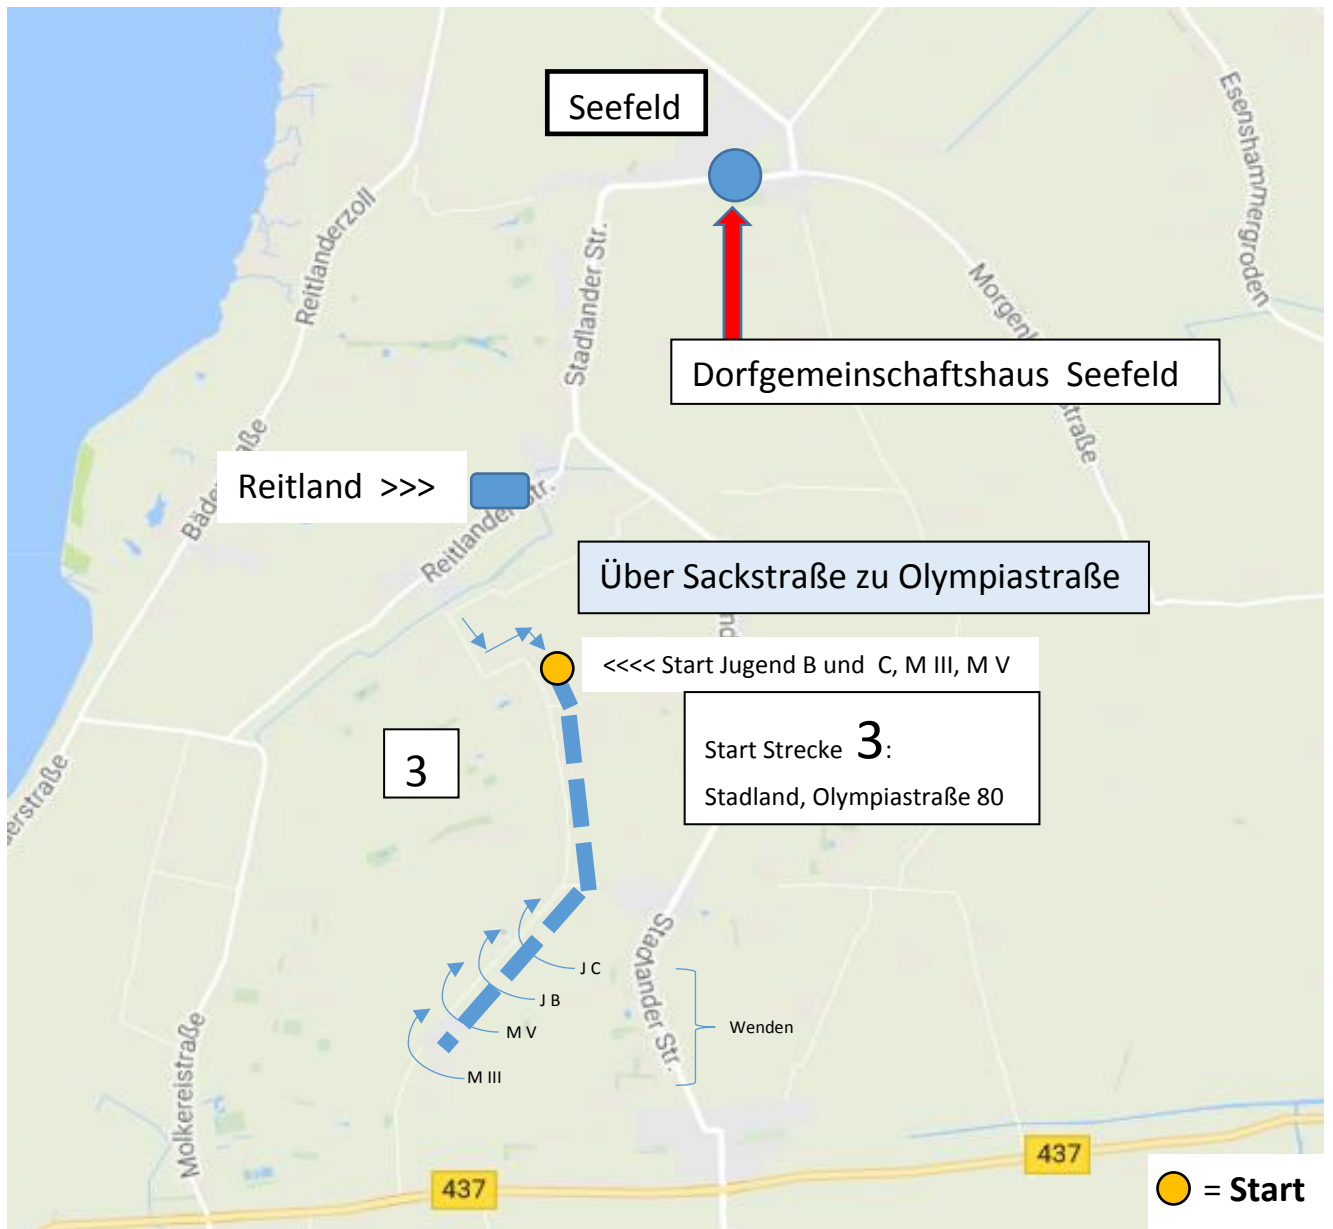 Seefeld
Esenshammergroden
Reitlanderzoll
Stadlander Str.
Dorfgemeinschaftshaus Seefeld
Reitland >>>
Reitlander Str.
Über Sackstraße zu Olympiastraße
<<<< Start Jugend B und C, M III, M V
Start Strecke 3:
Stadland, Olympiastraße 80
3
J C
J B
M V
M III
Wenden
Stadlander Str.
Molkereistraße
437
437
= Start